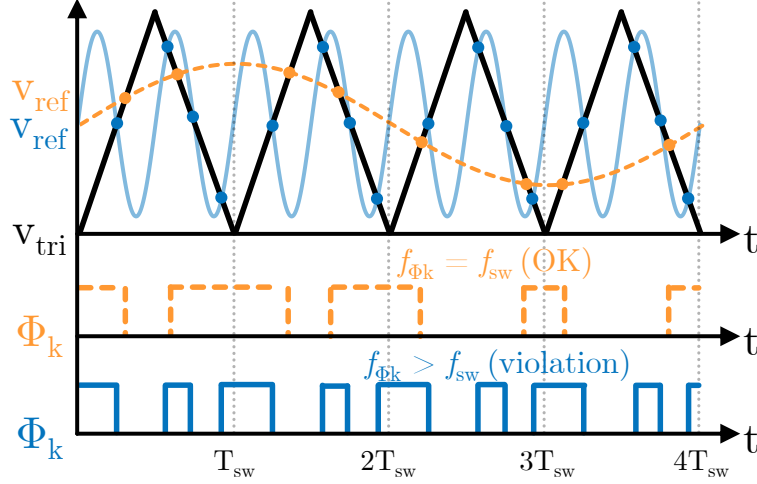 v_ref
v_ref
v_tri
t
f_Φk = f_sw (OK)
Φ_k
t
f_Φk > f_sw (violation)
Φ_k
t
T_sw 2T_sw 3T_sw 4T_sw